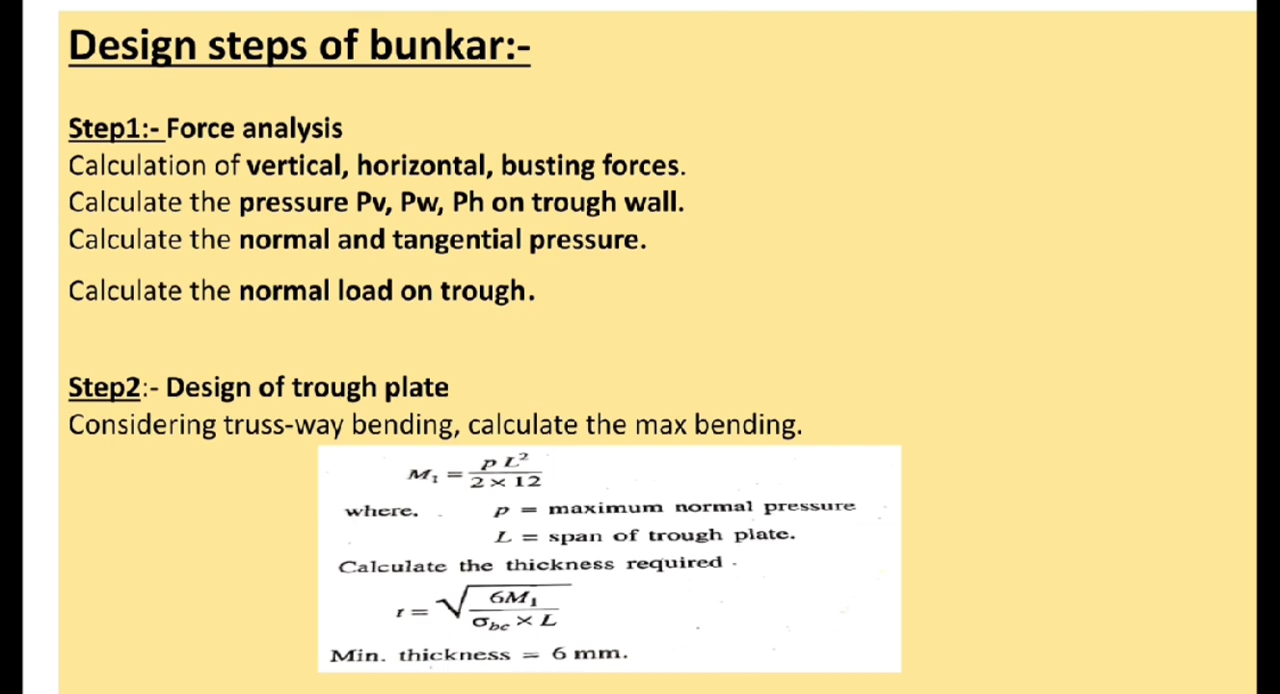 Design steps of bunkar:-
Step1:- Force analysis
Calculation of vertical, horizontal, busting forces.
Calculate the pressure Pv, Pw, Ph on trough wall.
Calculate the normal and tangential pressure.
Calculate the normal load on trough.
Step2:- Design of trough plate
Considering truss-way bending, calculate the max bending.
M₁ = p L² / 2 × 12
where, p = maximum normal pressure
L = span of trough plate.
Calculate the thickness required .
t = √ 6M₁ / σbc × L
Min. thickness = 6 mm.